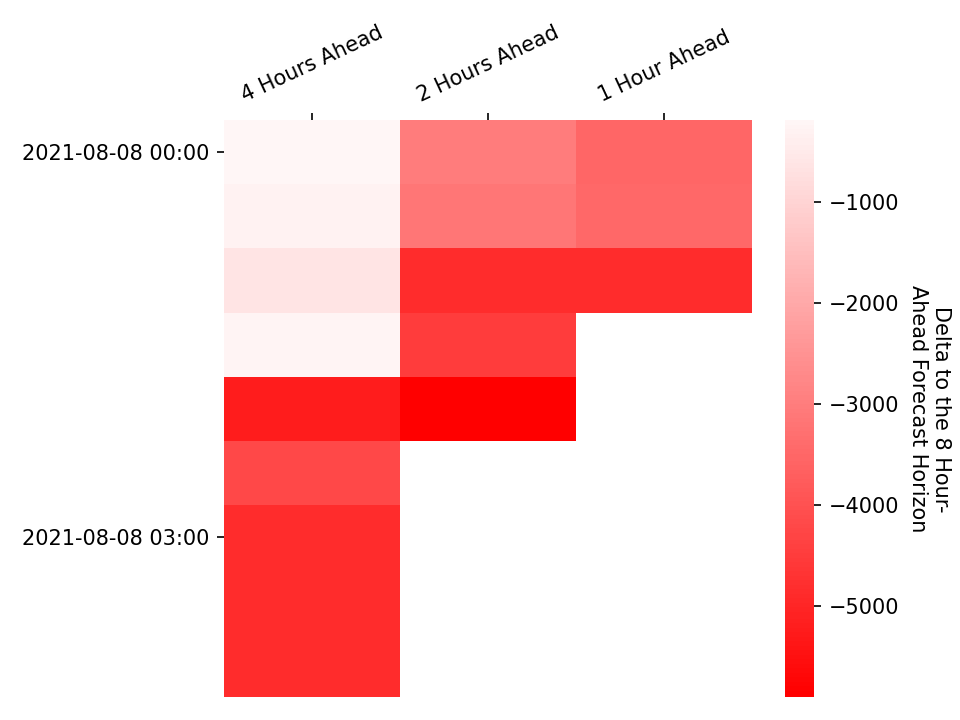 4 Hours Ahead
2 Hours Ahead
1 Hour Ahead
2021-08-08 00:00
2021-08-08 03:00
−1000
−2000
−3000
−4000
−5000
Delta to the 8 Hour-
Ahead Forecast Horizon